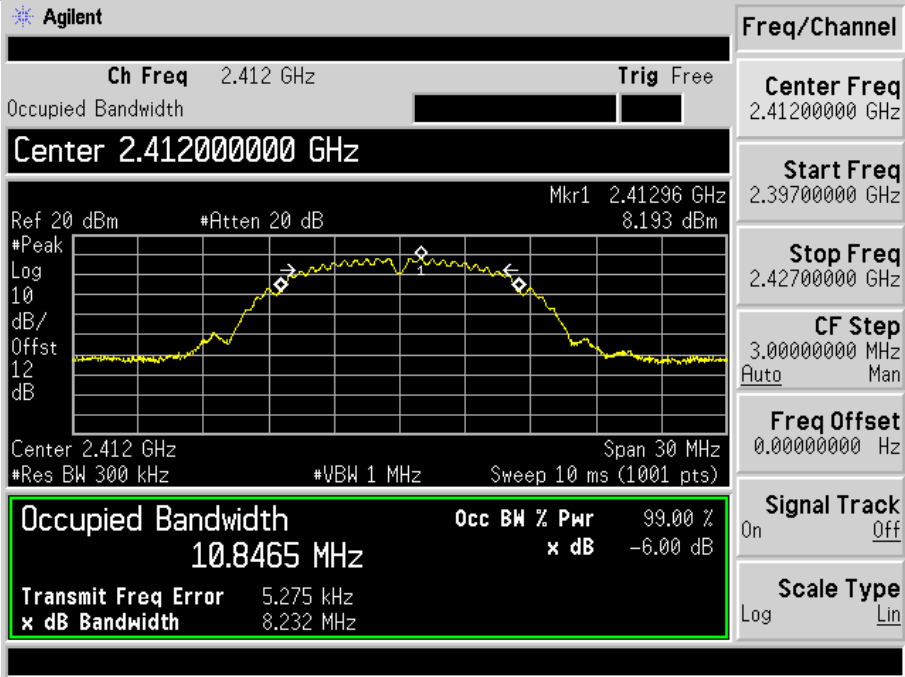 Agilent
Freq/Channel
Ch Freq 2.412 GHz Trig Free
Occupied Bandwidth
Center 2.412000000 GHz
Mkr1 2.41296 GHz
Ref 20 dBm #Atten 20 dB 8.193 dBm
#Peak
Log
10
dB/
Offst
12
dB
1
Center 2.412 GHz Span 30 MHz
#Res BW 300 kHz #VBW 1 MHz Sweep 10 ms (1001 pts)
Occupied Bandwidth
10.8465 MHz
Occ BW % Pwr 99.00 %
x dB -6.00 dB
Transmit Freq Error 5.275 kHz
x dB Bandwidth 8.232 MHz
Center Freq
2.41200000 GHz
Start Freq
2.39700000 GHz
Stop Freq
2.42700000 GHz
CF Step
3.00000000 MHz
Auto Man
Freq Offset
0.00000000 Hz
Signal Track
On Off
Scale Type
Log Lin